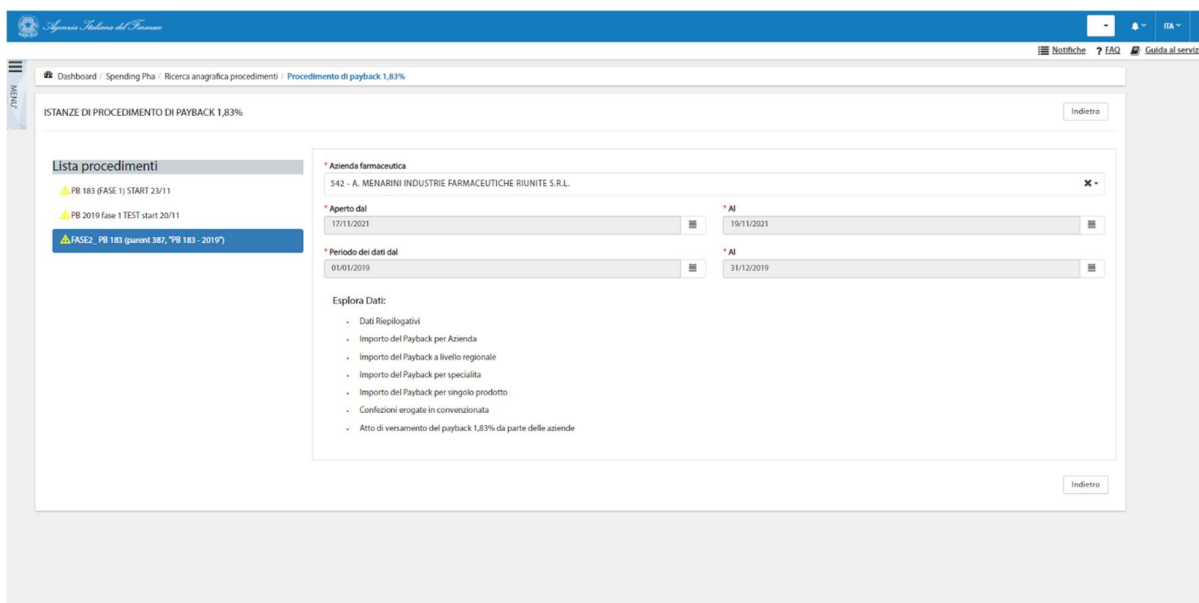 Agenzia Italiana del Farmaco
ITA
Notifiche ? FAQ Guida al serviz
MENU'
Dashboard / Spending Pha / Ricerca anagrafica procedimenti / Procedimento di payback 1,83%
ISTANZE DI PROCEDIMENTO DI PAYBACK 1,83%
Indietro
Lista procedimenti
PB 183 (FASE 1) START 23/11
PB 2019 fase 1 TEST start 20/11
FASE2_ PB 183 (parent 387, "PB 183 - 2019")
* Azienda farmaceutica
542 - A. MENARINI INDUSTRIE FARMACEUTICHE RIUNITE S.R.L.
* Aperto dal
* Al
17/11/2021
19/11/2021
* Periodo dei dati dal
* Al
01/01/2019
31/12/2019
Esplora Dati:
Dati Riepilogativi
Importo del Payback per Azienda
Importo del Payback a livello regionale
Importo del Payback per specialita
Importo del Payback per singolo prodotto
Confezioni erogate in convenzionata
Atto di versamento del payback 1,83% da parte delle aziende
Indietro